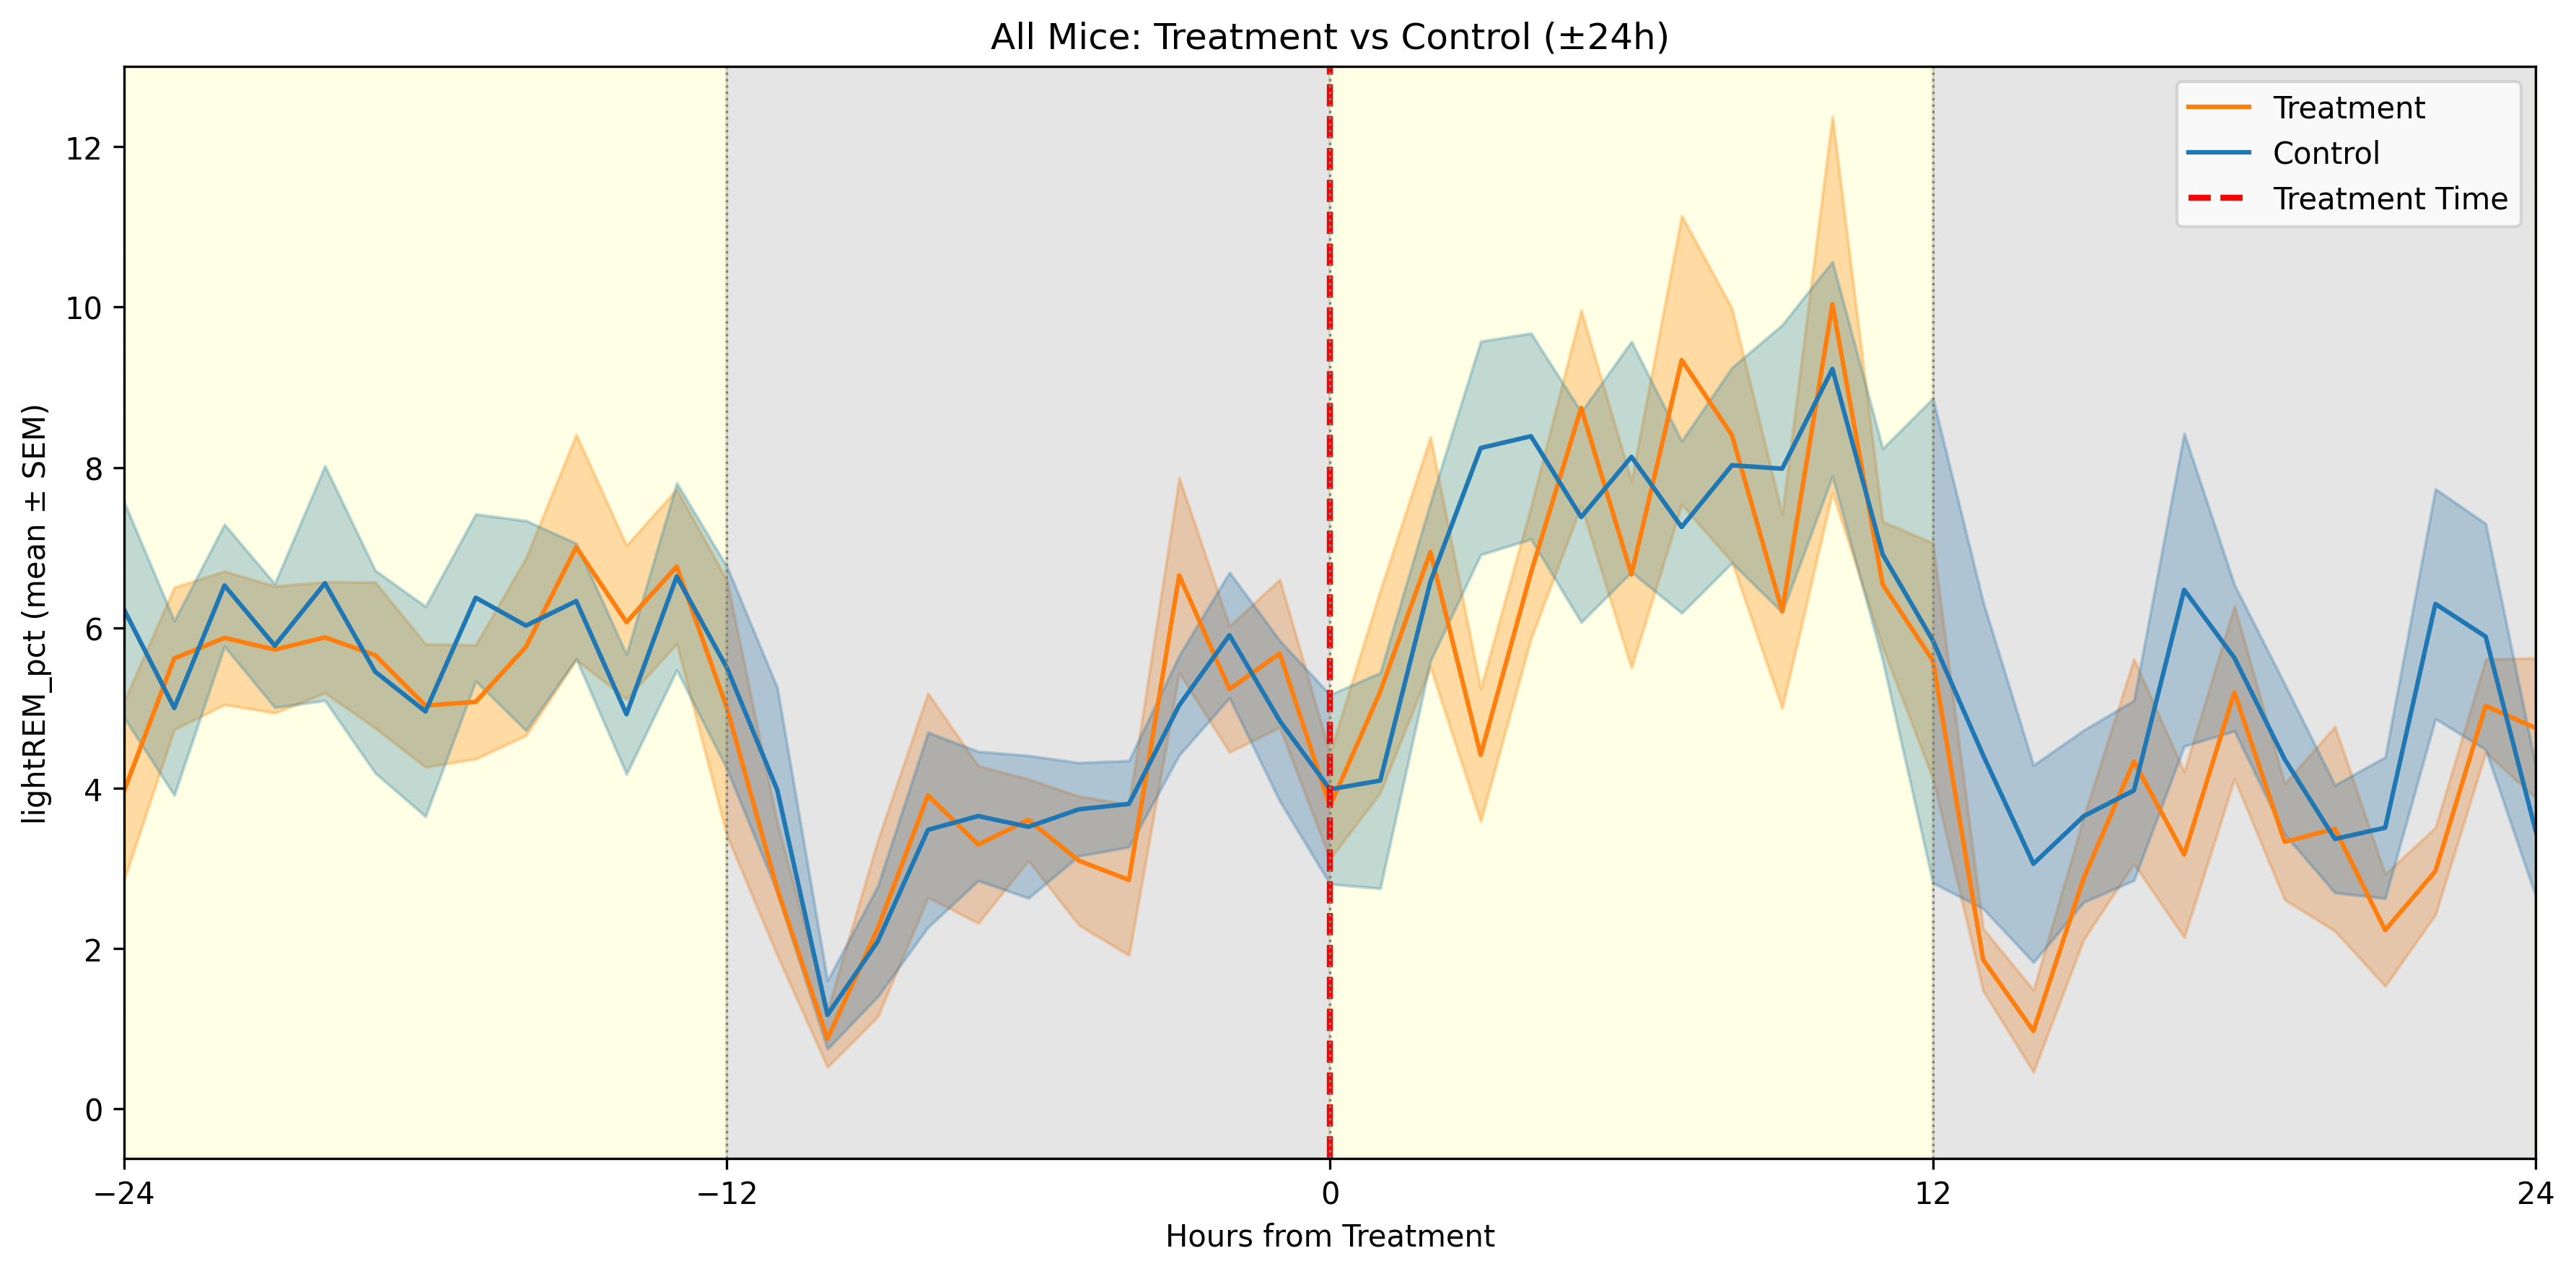 All Mice: Treatment vs Control (±24h)
Treatment
Control
Treatment Time
lightREM_pct (mean ± SEM)
12
10
8
6
4
2
0
−24
−12
0
12
24
Hours from Treatment